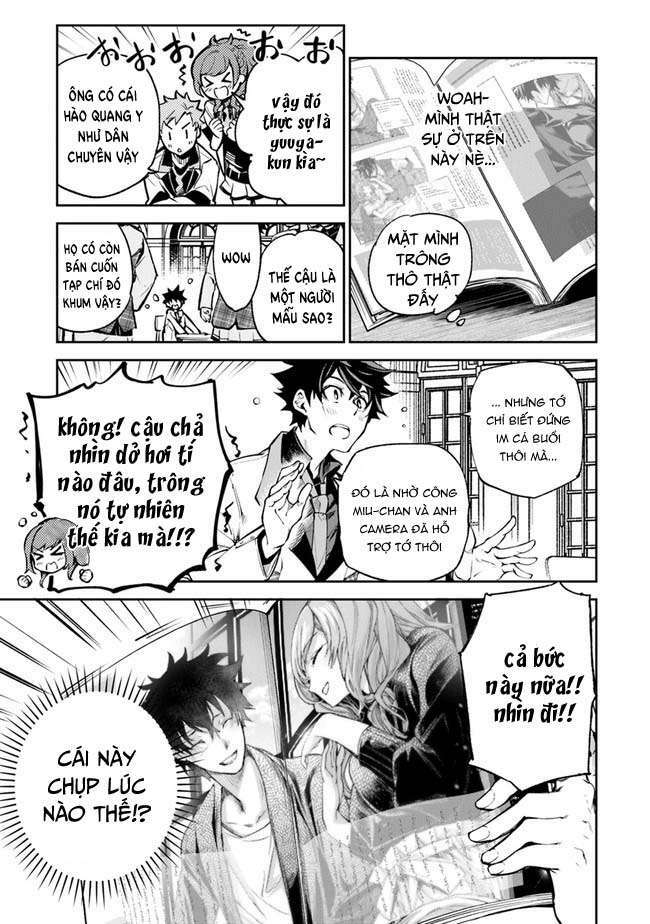 WOAH-
MÌNH THẬT
SỰ Ở TRÊN
NÀY NÈ...
MẶT MÌNH
TRÔNG
THÔ THẬT
ĐẤY
おおおお
vậy đó
thực sự là
yuuya-
kun kìa~
ÔNG CÓ CÁI
HÀO QUANG Y
NHƯ DÂN
CHUYÊN VẬY
THẾ CẬU LÀ
MỘT NGƯỜI
MẪU SAO?
WOW
HỌ CÓ CÒN
BÁN CUỐN
TẠP CHÍ ĐÓ
KHUM VẬY?
... NHƯNG TỚ
CHỈ BIẾT ĐỨNG
IM CẢ BUỔI
THÔI MÀ...
ĐÓ LÀ NHỜ CÔNG
MIU-CHAN VÀ ANH
CAMERA ĐÃ HỖ
TRỢ TỚ THÔI
không! cậu chả
nhìn dở hơi tí
nào đâu, trông
nó tự nhiên
thế kia mà!!!?
cả bức
này nữa!!
nhìn đi!!
CÁI NÀY
CHỤP LÚC
NÀO THẾ!?